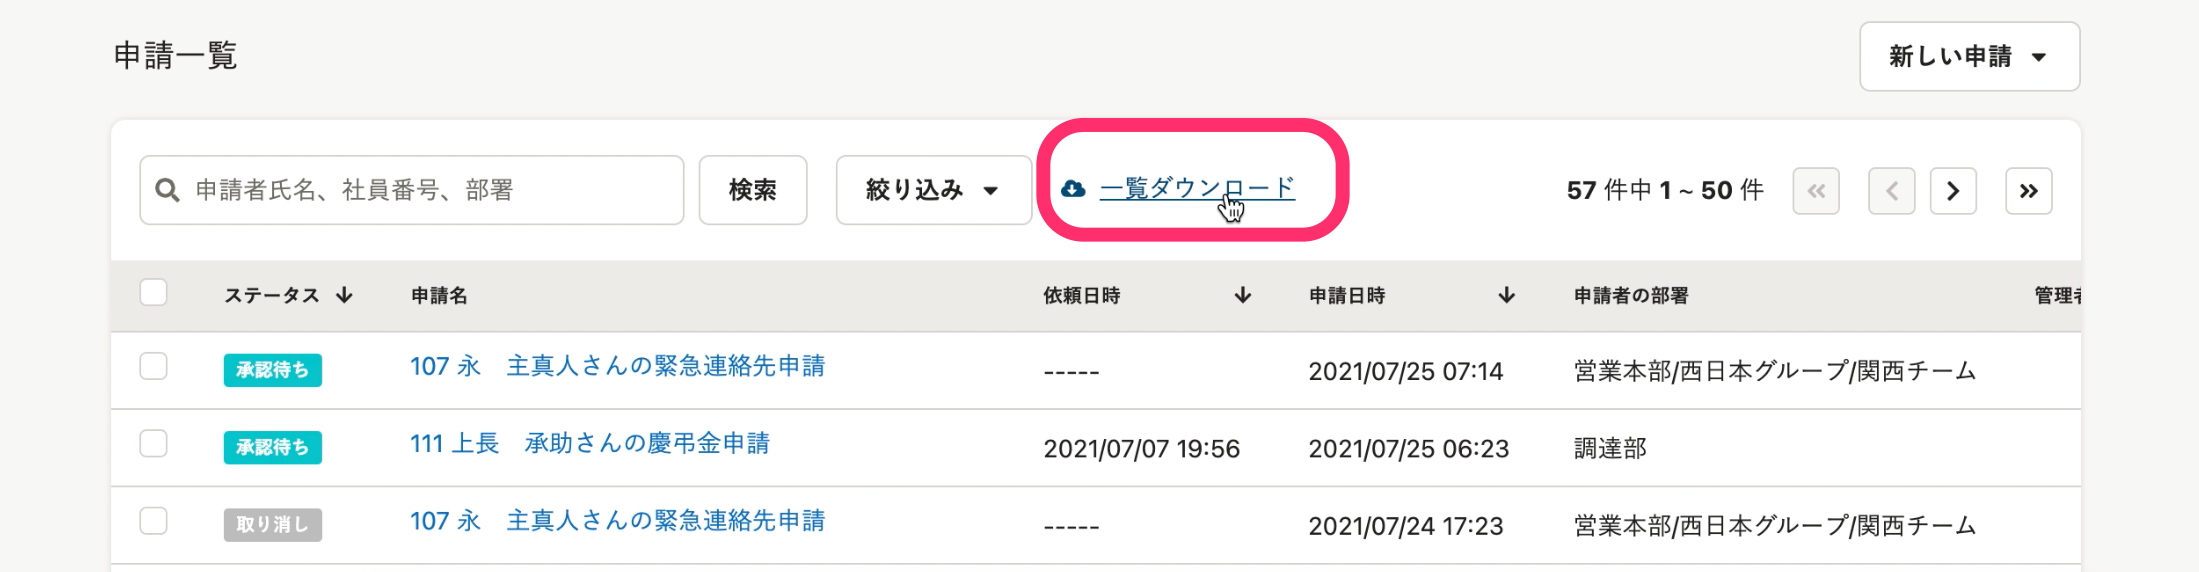 申請一覧
新しい申請
申請者氏名、社員番号、部署 検索 絞り込み 一覧ダウンロード 57 件中 1 ~ 50 件
ステータス 申請名 依頼日時 申請日時 申請者の部署 管理者
承認待ち 107 永 主真人さんの緊急連絡先申請 ----- 2021/07/25 07:14 営業本部/西日本グループ/関西チーム
承認待ち 111 上長 承助さんの慶弔金申請 2021/07/07 19:56 2021/07/25 06:23 調達部
取り消し 107 永 主真人さんの緊急連絡先申請 ----- 2021/07/24 17:23 営業本部/西日本グループ/関西チーム